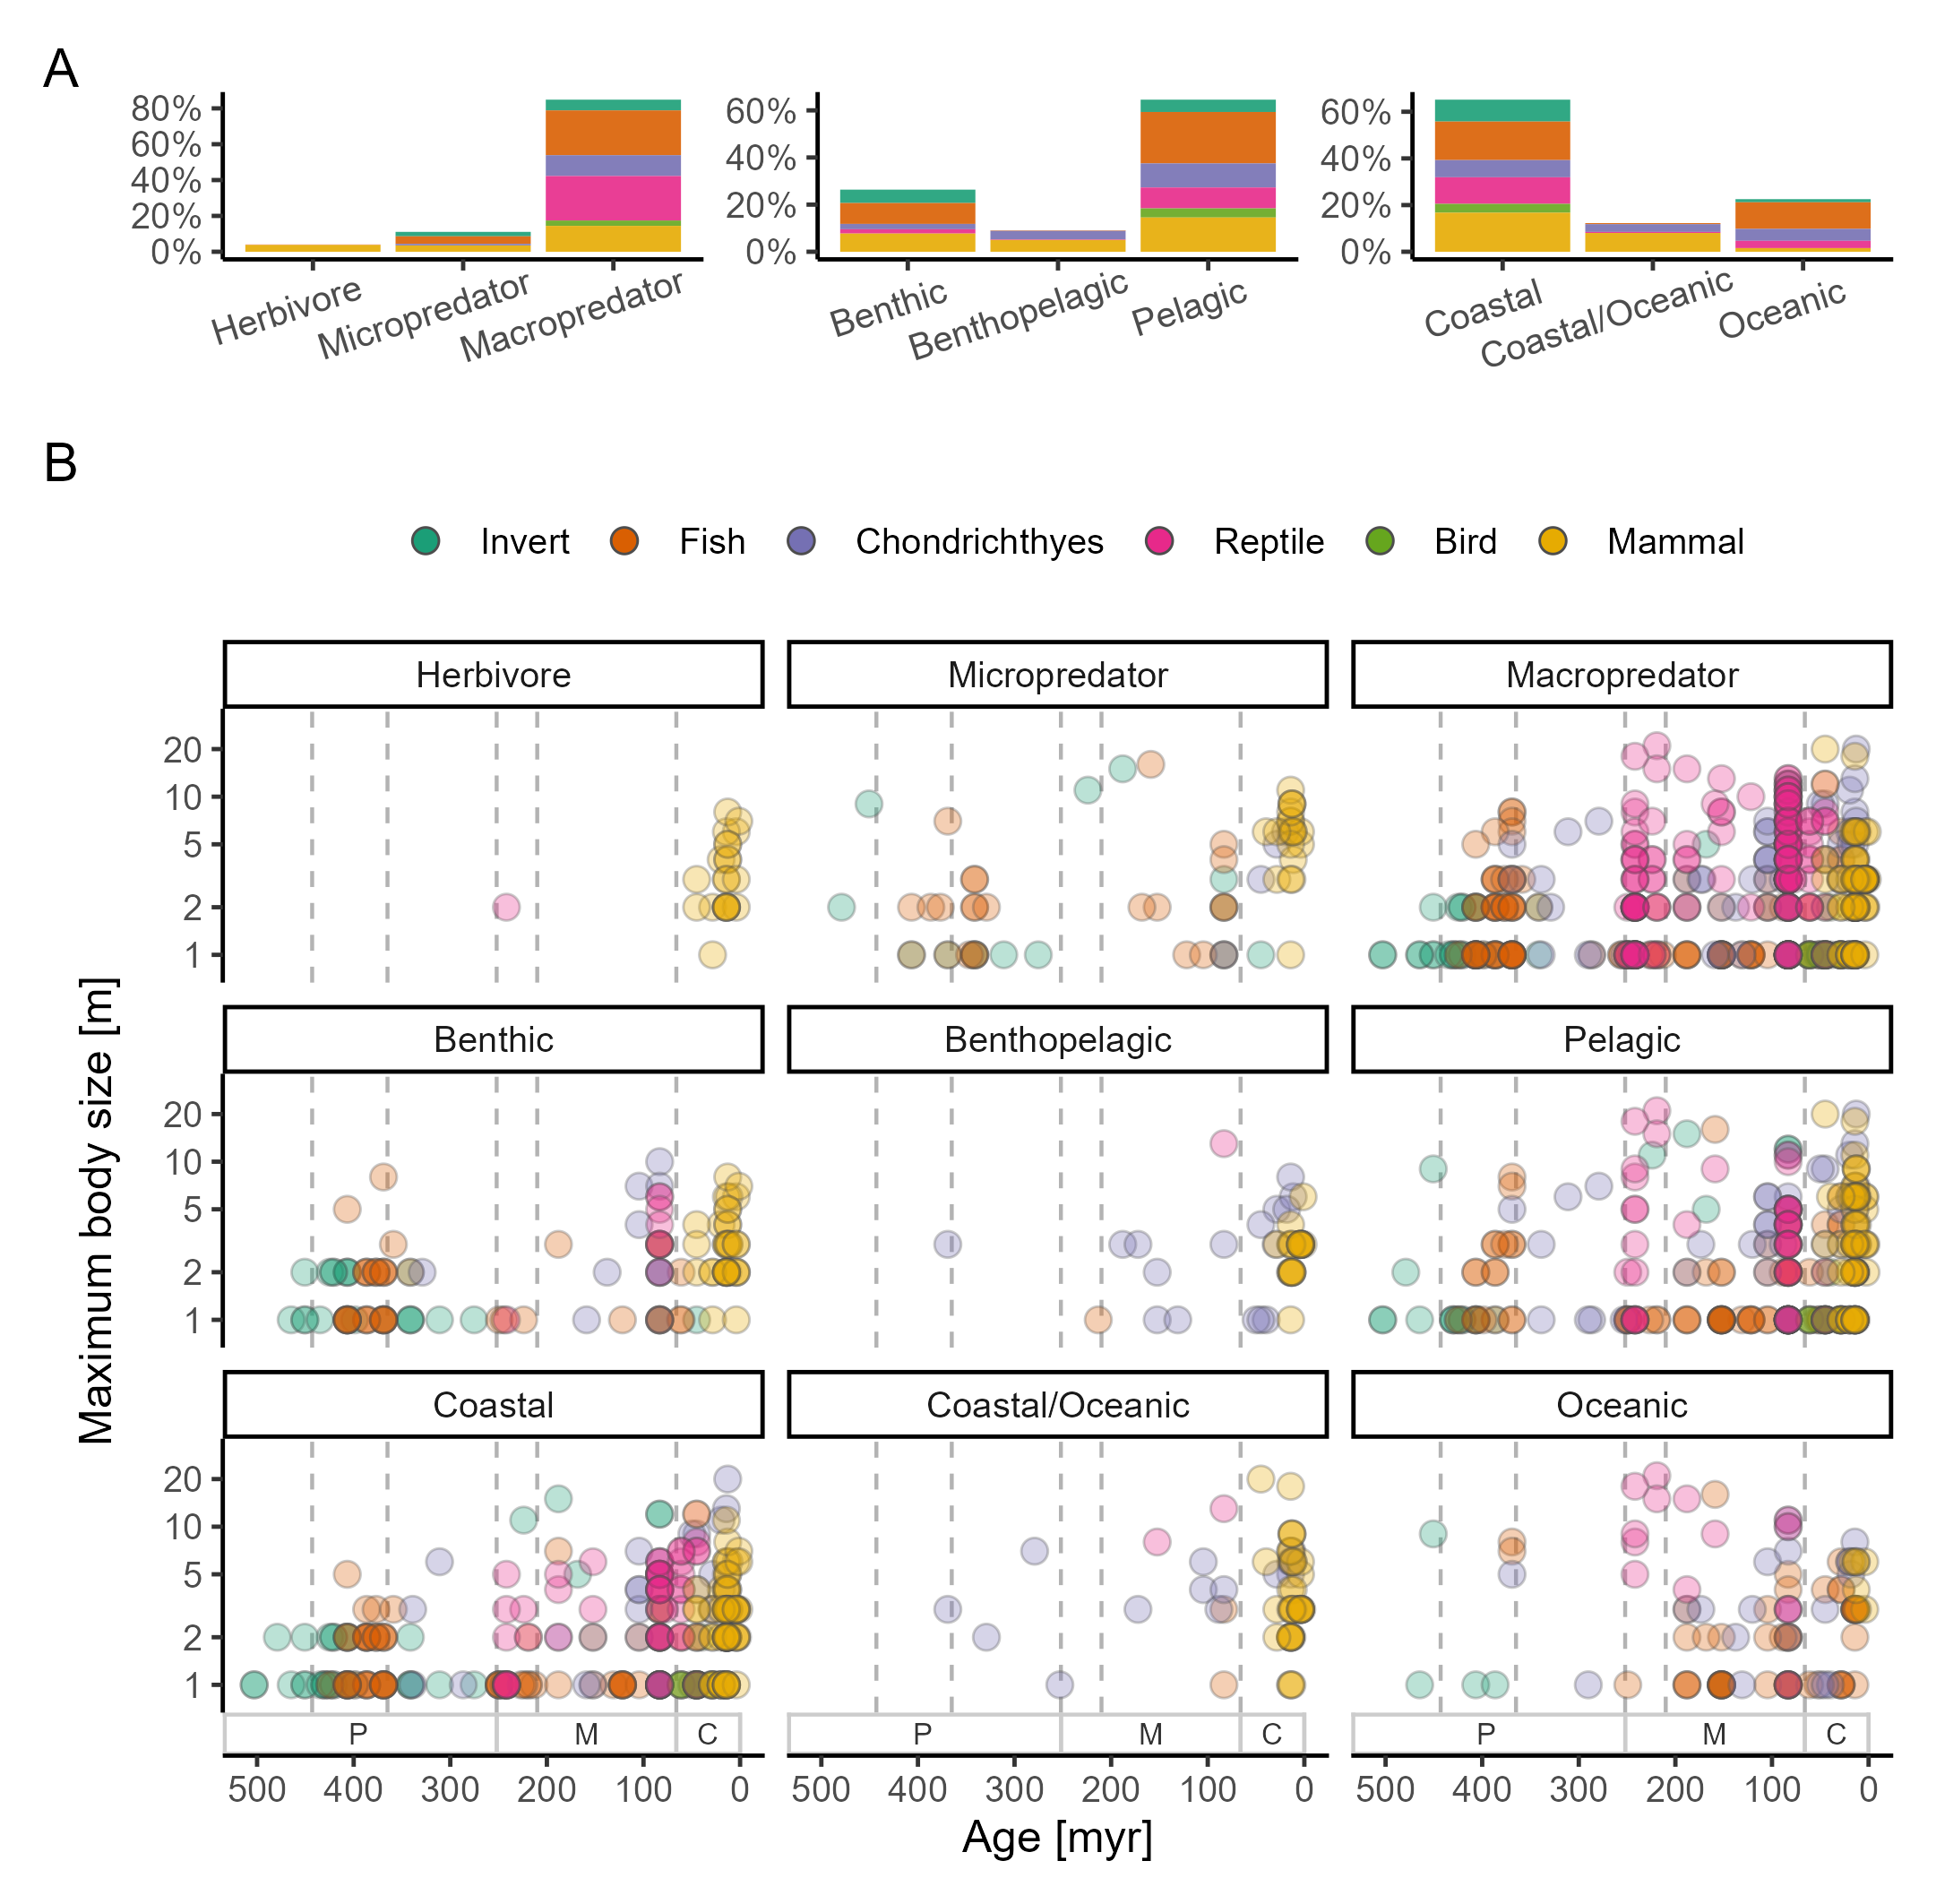 A
80%
60%
40%
20%
0%
Herbivore
Micropredator
Macropredator
60%
40%
20%
0%
Benthic
Benthopelagic
Pelagic
60%
40%
20%
0%
Coastal
Coastal/Oceanic
Oceanic
B
Invert Fish Chondrichthyes Reptile Bird Mammal
Maximum body size [m]
Herbivore Micropredator Macropredator
20
10
5
2
1
Benthic Benthopelagic Pelagic
20
10
5
2
1
Coastal Coastal/Oceanic Oceanic
20
10
5
2
1
P M C P M C P M C
500 400 300 200 100 0 500 400 300 200 100 0 500 400 300 200 100 0
Age [myr]